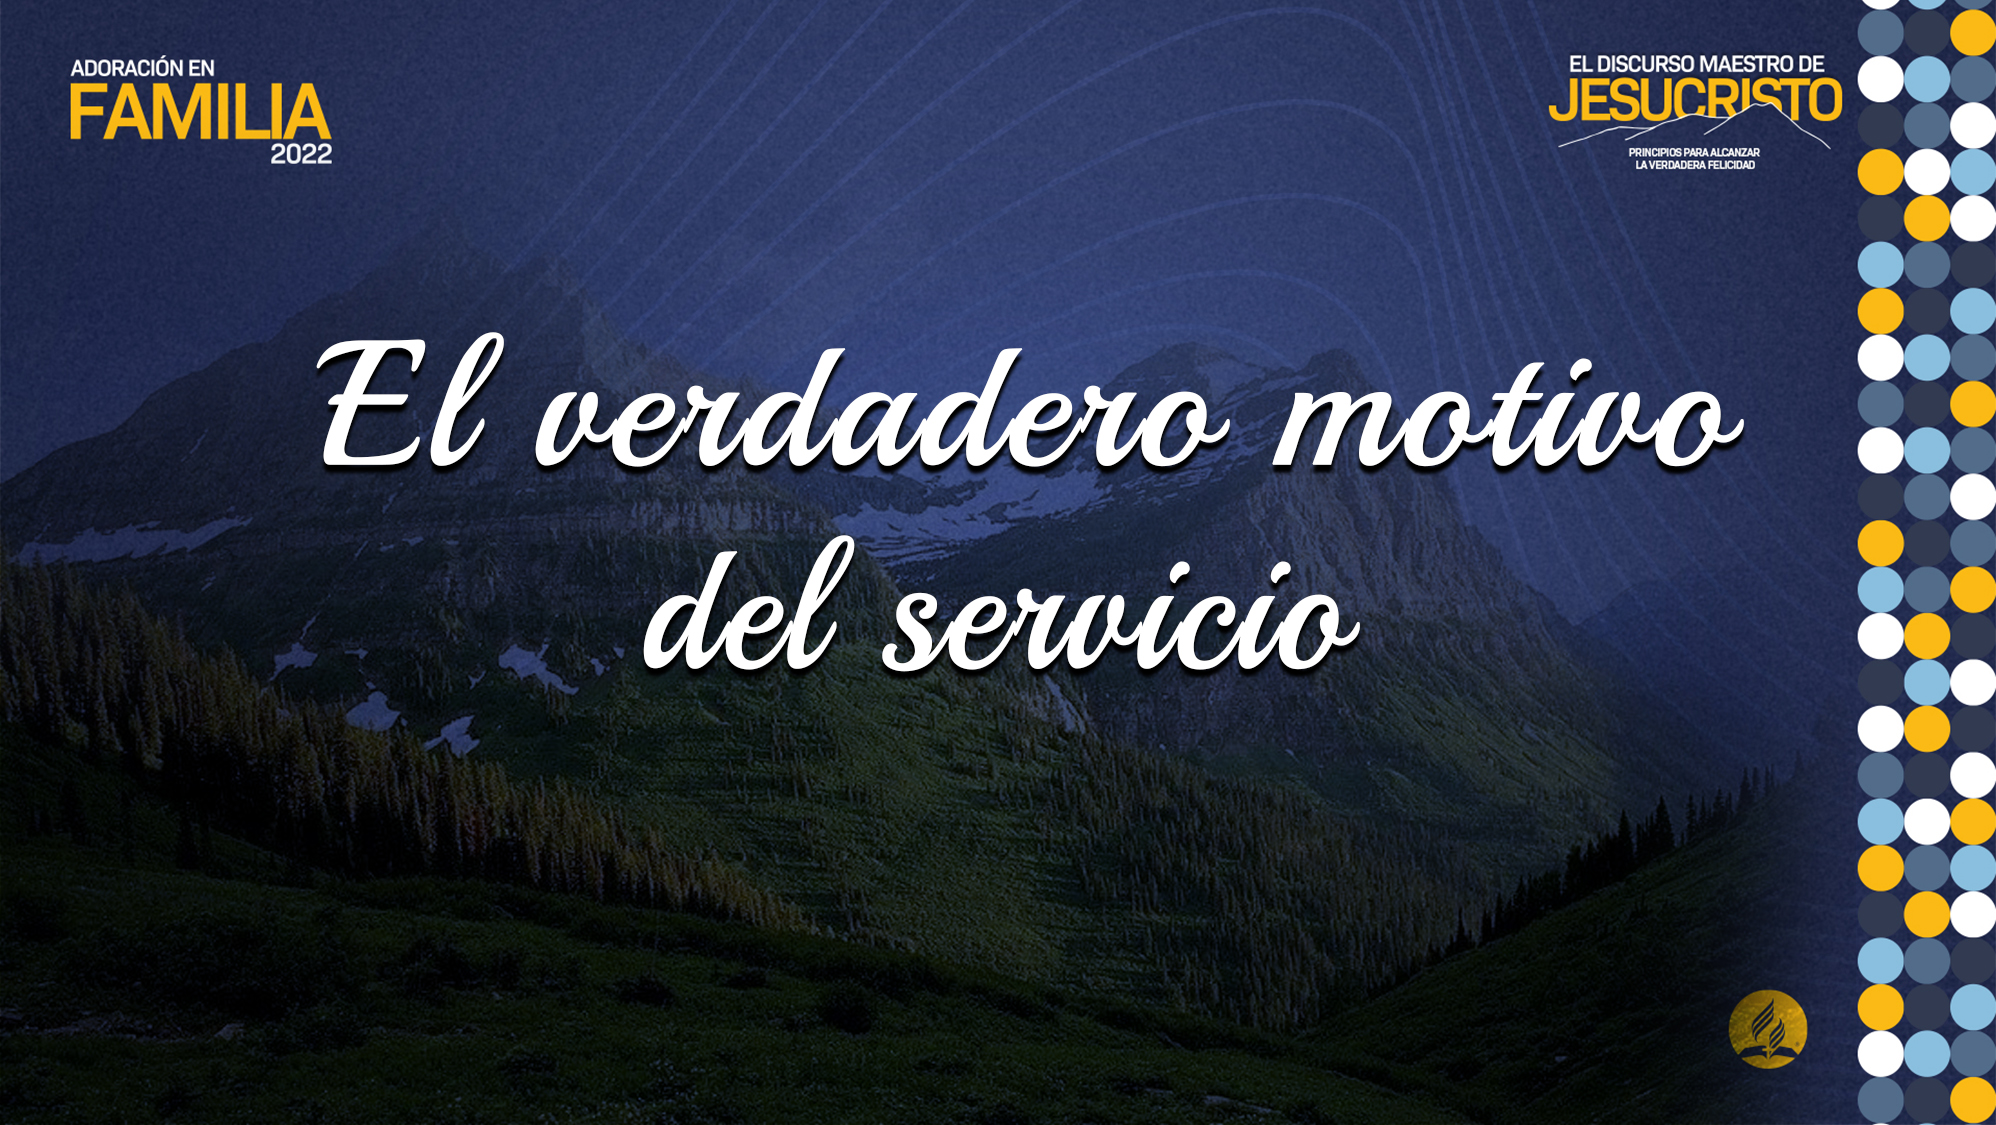 ADORACIÓN EN
FAMILIA
2022
EL DISCURSO MAESTRO DE
JESUCRISTO
PRINCIPIOS PARA ALCANZAR
LA VERDADERA FELICIDAD
El verdadero motivo
del servicio